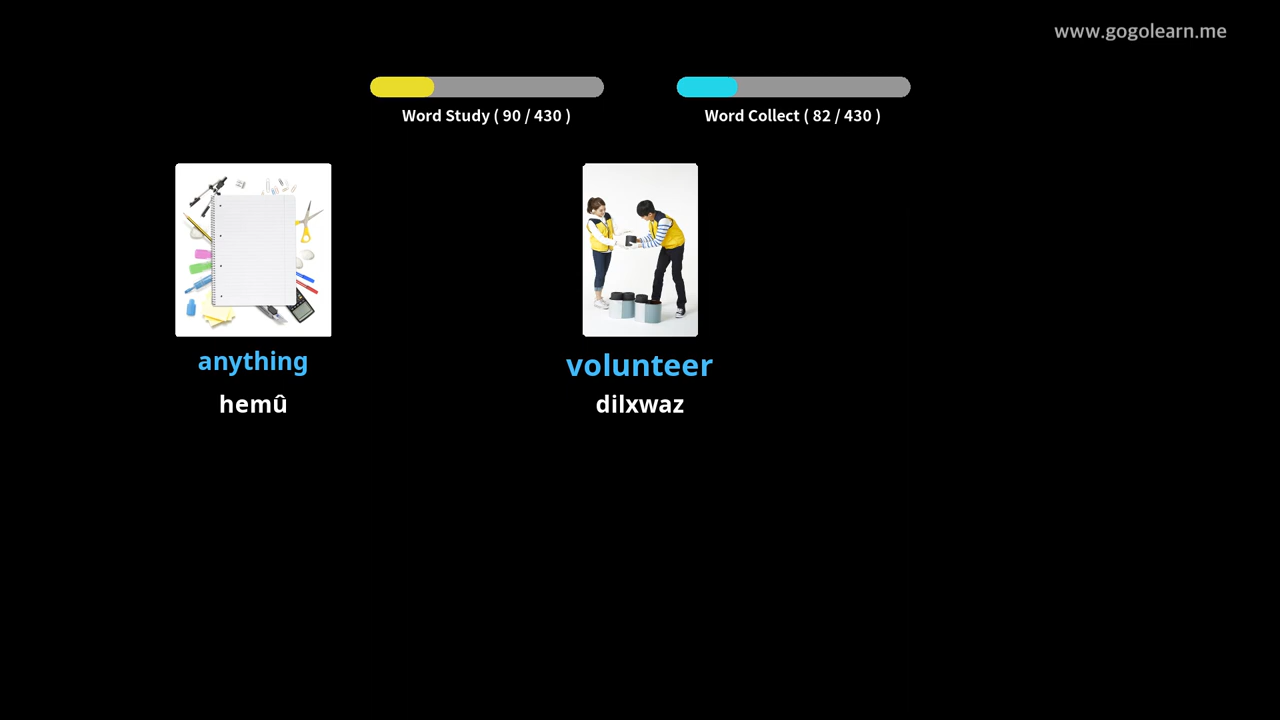 www.gogolearn.me
Word Study ( 90 / 430 )
Word Collect ( 82 / 430 )
anything
volunteer
hemû
dilxwaz